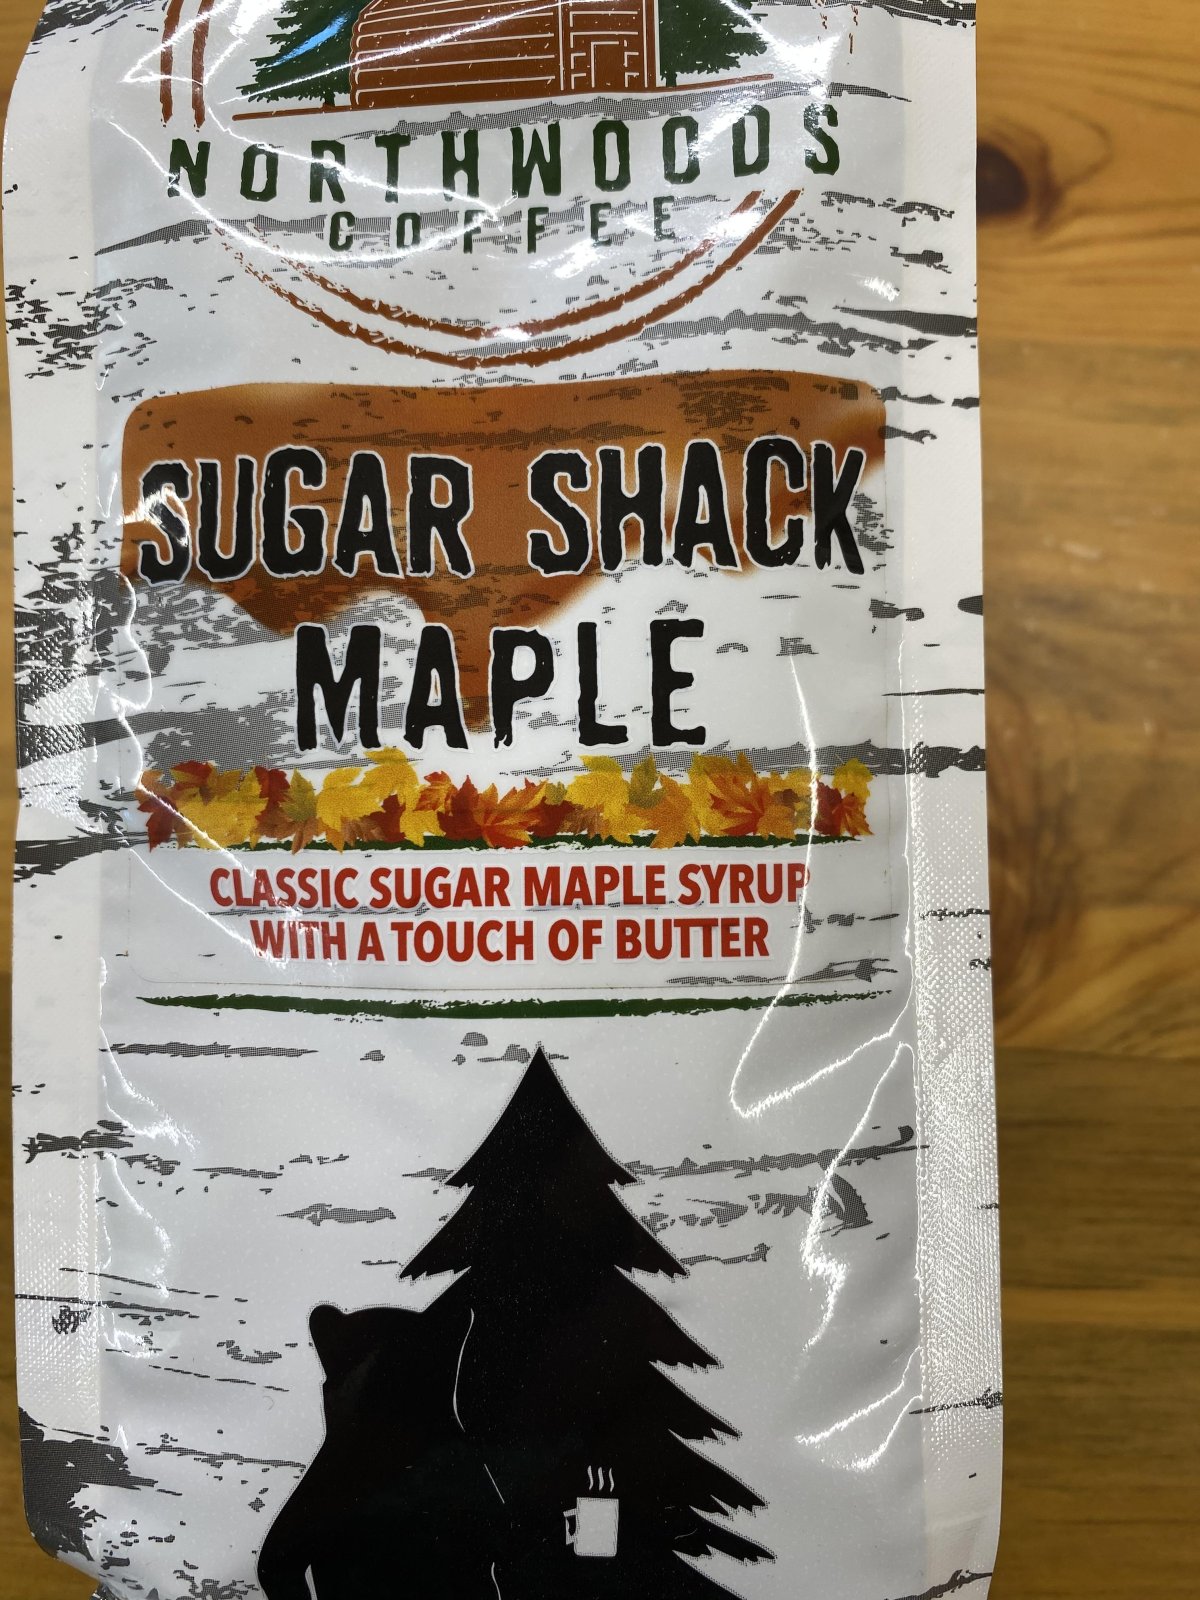 NORTHWOODS
COFFEE
SUGAR SHACK
MAPLE
CLASSIC SUGAR MAPLE SYRUP
WITH A TOUCH OF BUTTER